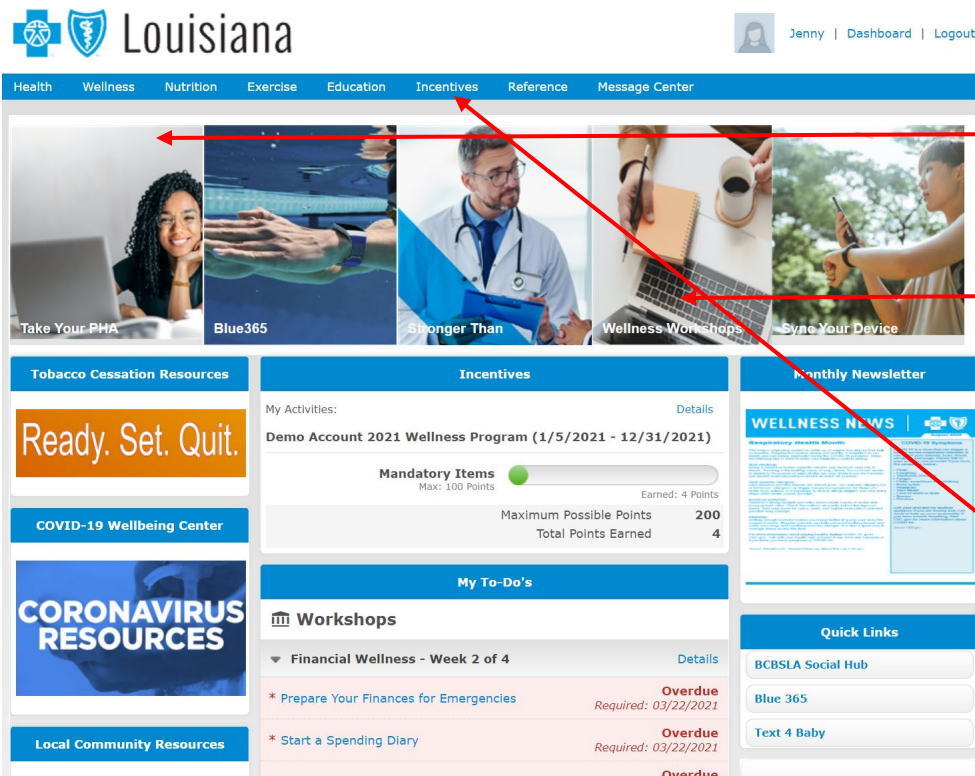 Louisiana
Jenny | Dashboard | Logout
Health Wellness Nutrition Exercise Education Incentives Reference Message Center
Take Your PHA
Blue365
Stronger Than
Wellness Workshops
Sync Your Device
Tobacco Cessation Resources
Ready. Set. Quit.
COVID-19 Wellbeing Center
CORONAVIRUS
RESOURCES
Local Community Resources
Incentives
My Activities: Details
Demo Account 2021 Wellness Program (1/5/2021 - 12/31/2021)
Mandatory Items
Max: 100 Points
Earned: 4 Points
Maximum Possible Points 200
Total Points Earned 4
My To-Do's
Workshops
Financial Wellness - Week 2 of 4 Details
* Prepare Your Finances for Emergencies Overdue
Required: 03/22/2021
* Start a Spending Diary Overdue
Required: 03/22/2021
Overdue
Monthly Newsletter
WELLNESS NEWS
Respiratory Health Month
COVID-19 Symptoms
Quick Links
BCBSLA Social Hub
Blue 365
Text 4 Baby